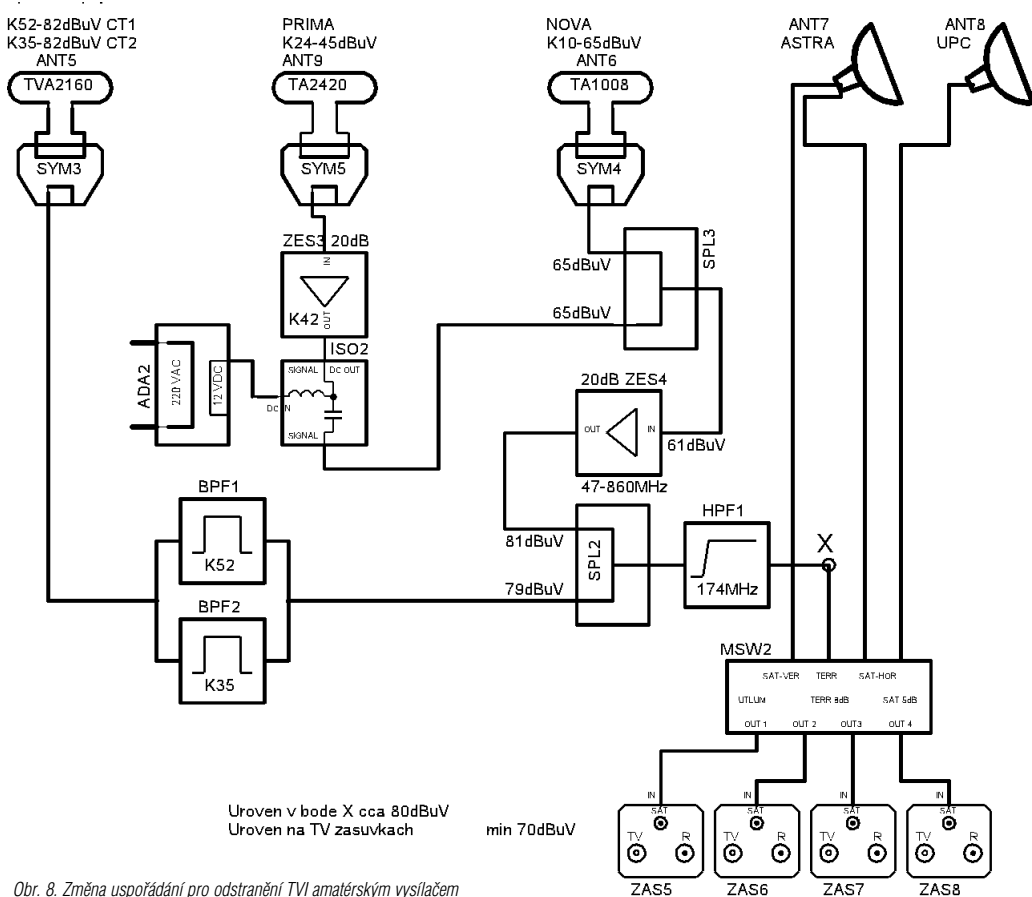 K52-82dBuV CT1
K35-82dBuV CT2
ANT5
TVA2160
SYM3
PRIMA
K24-45dBuV
ANT9
TA2420
SYM5
NOVA
K10-65dBuV
ANT6
TA1008
SYM4
ANT7
ASTRA
ANT8
UPC
ZES3 20dB
IN
K42
OUT
ISO2
SIGNAL
DC OUT
DC IN
SIGNAL
ADA2
220 VAC
12 VDC
65dBuV
65dBuV
SPL3
20dB ZES4
OUT
IN
61dBuV
47-860MHz
BPF1
K52
BPF2
K35
81dBuV
79dBuV
SPL2
HPF1
174MHz
X
MSW2
SAT-VER
TERR
SAT-HOR
UTLUM
TERR 8dB
SAT 5dB
OUT 1
OUT 2
OUT3
OUT 4
IN
IN
IN
IN
SAT
SAT
SAT
SAT
TV
R
TV
R
TV
R
TV
R
ZAS5
ZAS6
ZAS7
ZAS8
Uroven v bode X cca 80dBuV
Uroven na TV zasuvkach min 70dBuV
Obr. 8. Změna uspořádání pro odstranění TVI amatérským vysílačem